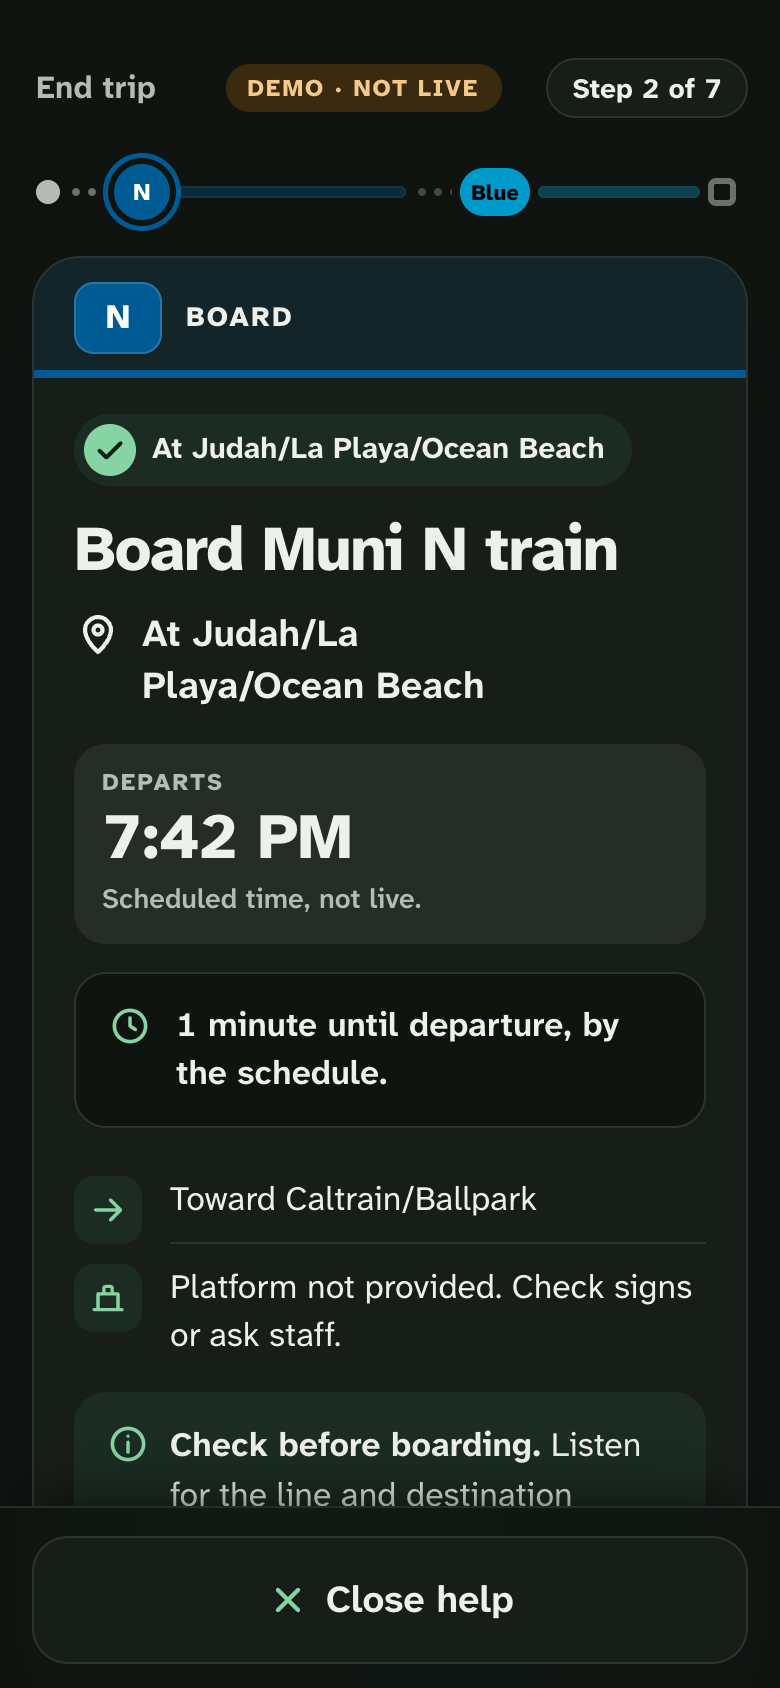 End trip
DEMO · NOT LIVE
Step 2 of 7
N
Blue
N
BOARD
At Judah/La Playa/Ocean Beach
Board Muni N train
At Judah/La
Playa/Ocean Beach
DEPARTS
7:42 PM
Scheduled time, not live.
1 minute until departure, by
the schedule.
Toward Caltrain/Ballpark
Platform not provided. Check signs
or ask staff.
Check before boarding. Listen
for the line and destination
Close help